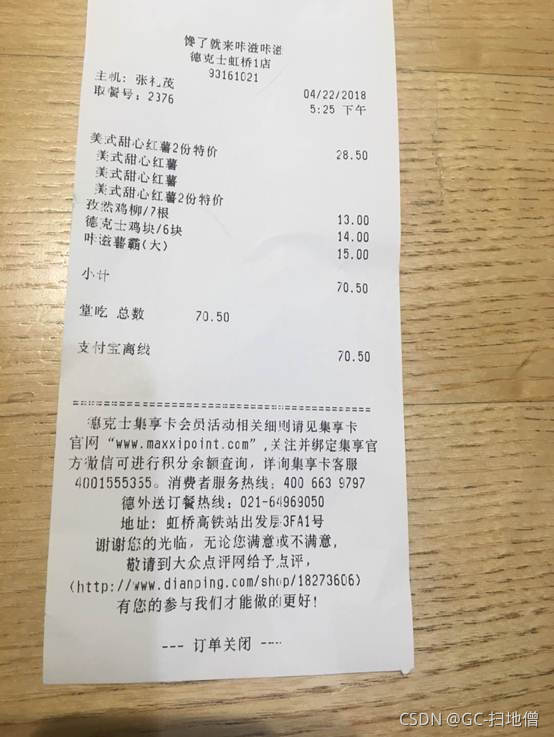 馋了就来咔滋咔滋
德克士虹桥1店
93161021
主机: 张礼茂 04/22/2018
取餐号: 2376 5:25 下午
美式甜心红薯2份特价 28.50
美式甜心红薯
美式甜心红薯
美式甜心红薯2份特价
孜然鸡柳/7根 13.00
德克士鸡块/6块 14.00
咔滋薯霸(大) 15.00
小计 70.50
堂吃 总数 70.50
支付宝离线 70.50
==================================
德克士集享卡会员活动相关细则请见集享卡
官网“www.maxxipoint.com”,关注并绑定集享官
方微信可进行积分余额查询，详询集享卡客服
4001555355。消费者服务热线：400 663 9797
德外送订餐热线：021-64969050
地址: 虹桥高铁站出发层3FA1号
谢谢您的光临，无论您满意或不满意,
敬请到大众点评网给予点评,
(http://www.dianping.com/shop/18273606)
有您的参与我们才能做的更好!
--- 订单关闭 ---
CSDN @GC-扫地僧